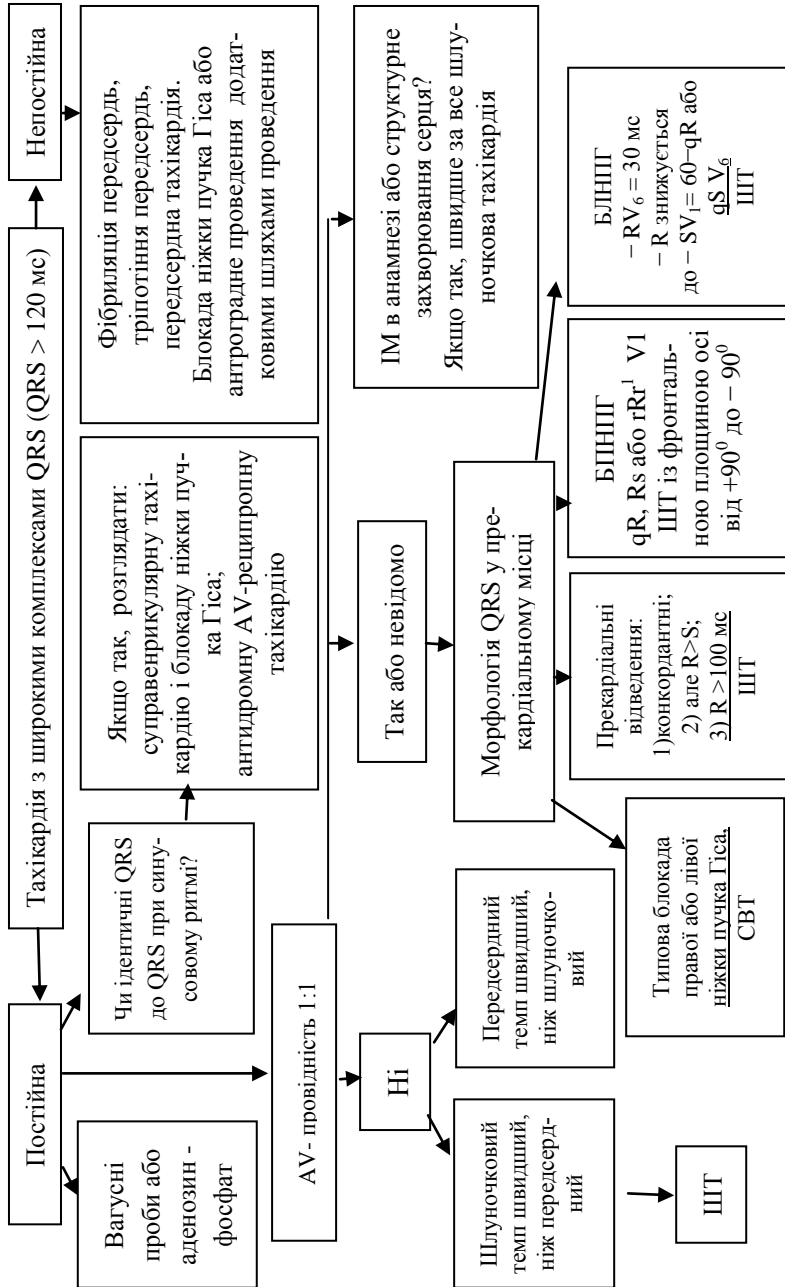 Тахікардія з широкими комплексами QRS (QRS > 120 мс)
Постійна
Непостійна
Вагусні
проби або
аденозин -
фосфат
Чи ідентичні QRS
до QRS при сину-
совому ритмі?
Якщо так, розглядати:
суправенрикулярну тахі-
кардію і блокаду ніжки пуч-
ка Гіса;
антидромну AV-реципропну
тахікардію
Фібриляція передсердь,
тріпотіння передсердь,
передсердна тахікардія.
Блокада ніжки пучка Гіса або
антроградне проведення додат-
ковими шляхами проведення
AV- провідність 1:1
Ні
Так або невідомо
ІМ в анамнезі або структурне
захворювання серця?
Якщо так, швидше за все шлу-
ночкова тахікардія
Шлуночковий
темп швидший,
ніж передсерд-
ний
Передсердний
темп швидший,
ніж шлуночко-
вий
Морфологія QRS у пре-
кардіальному місці
ШТ
Типова блокада
правої або лівої
ніжки пучка Гіса,
СВТ
Прекардіальні
відведення:
1)конкордантні;
2) але R>S;
3) R >100 мс
ШТ
БПНПГ
qR, Rs або rRr¹ V1
ШТ із фронталь-
ною площиною осі
від +90⁰ до – 90⁰
БЛНПГ
– RV₆ = 30 мс
– R знижується
до – SV₁= 60–qR або
qS V₆
ШТ